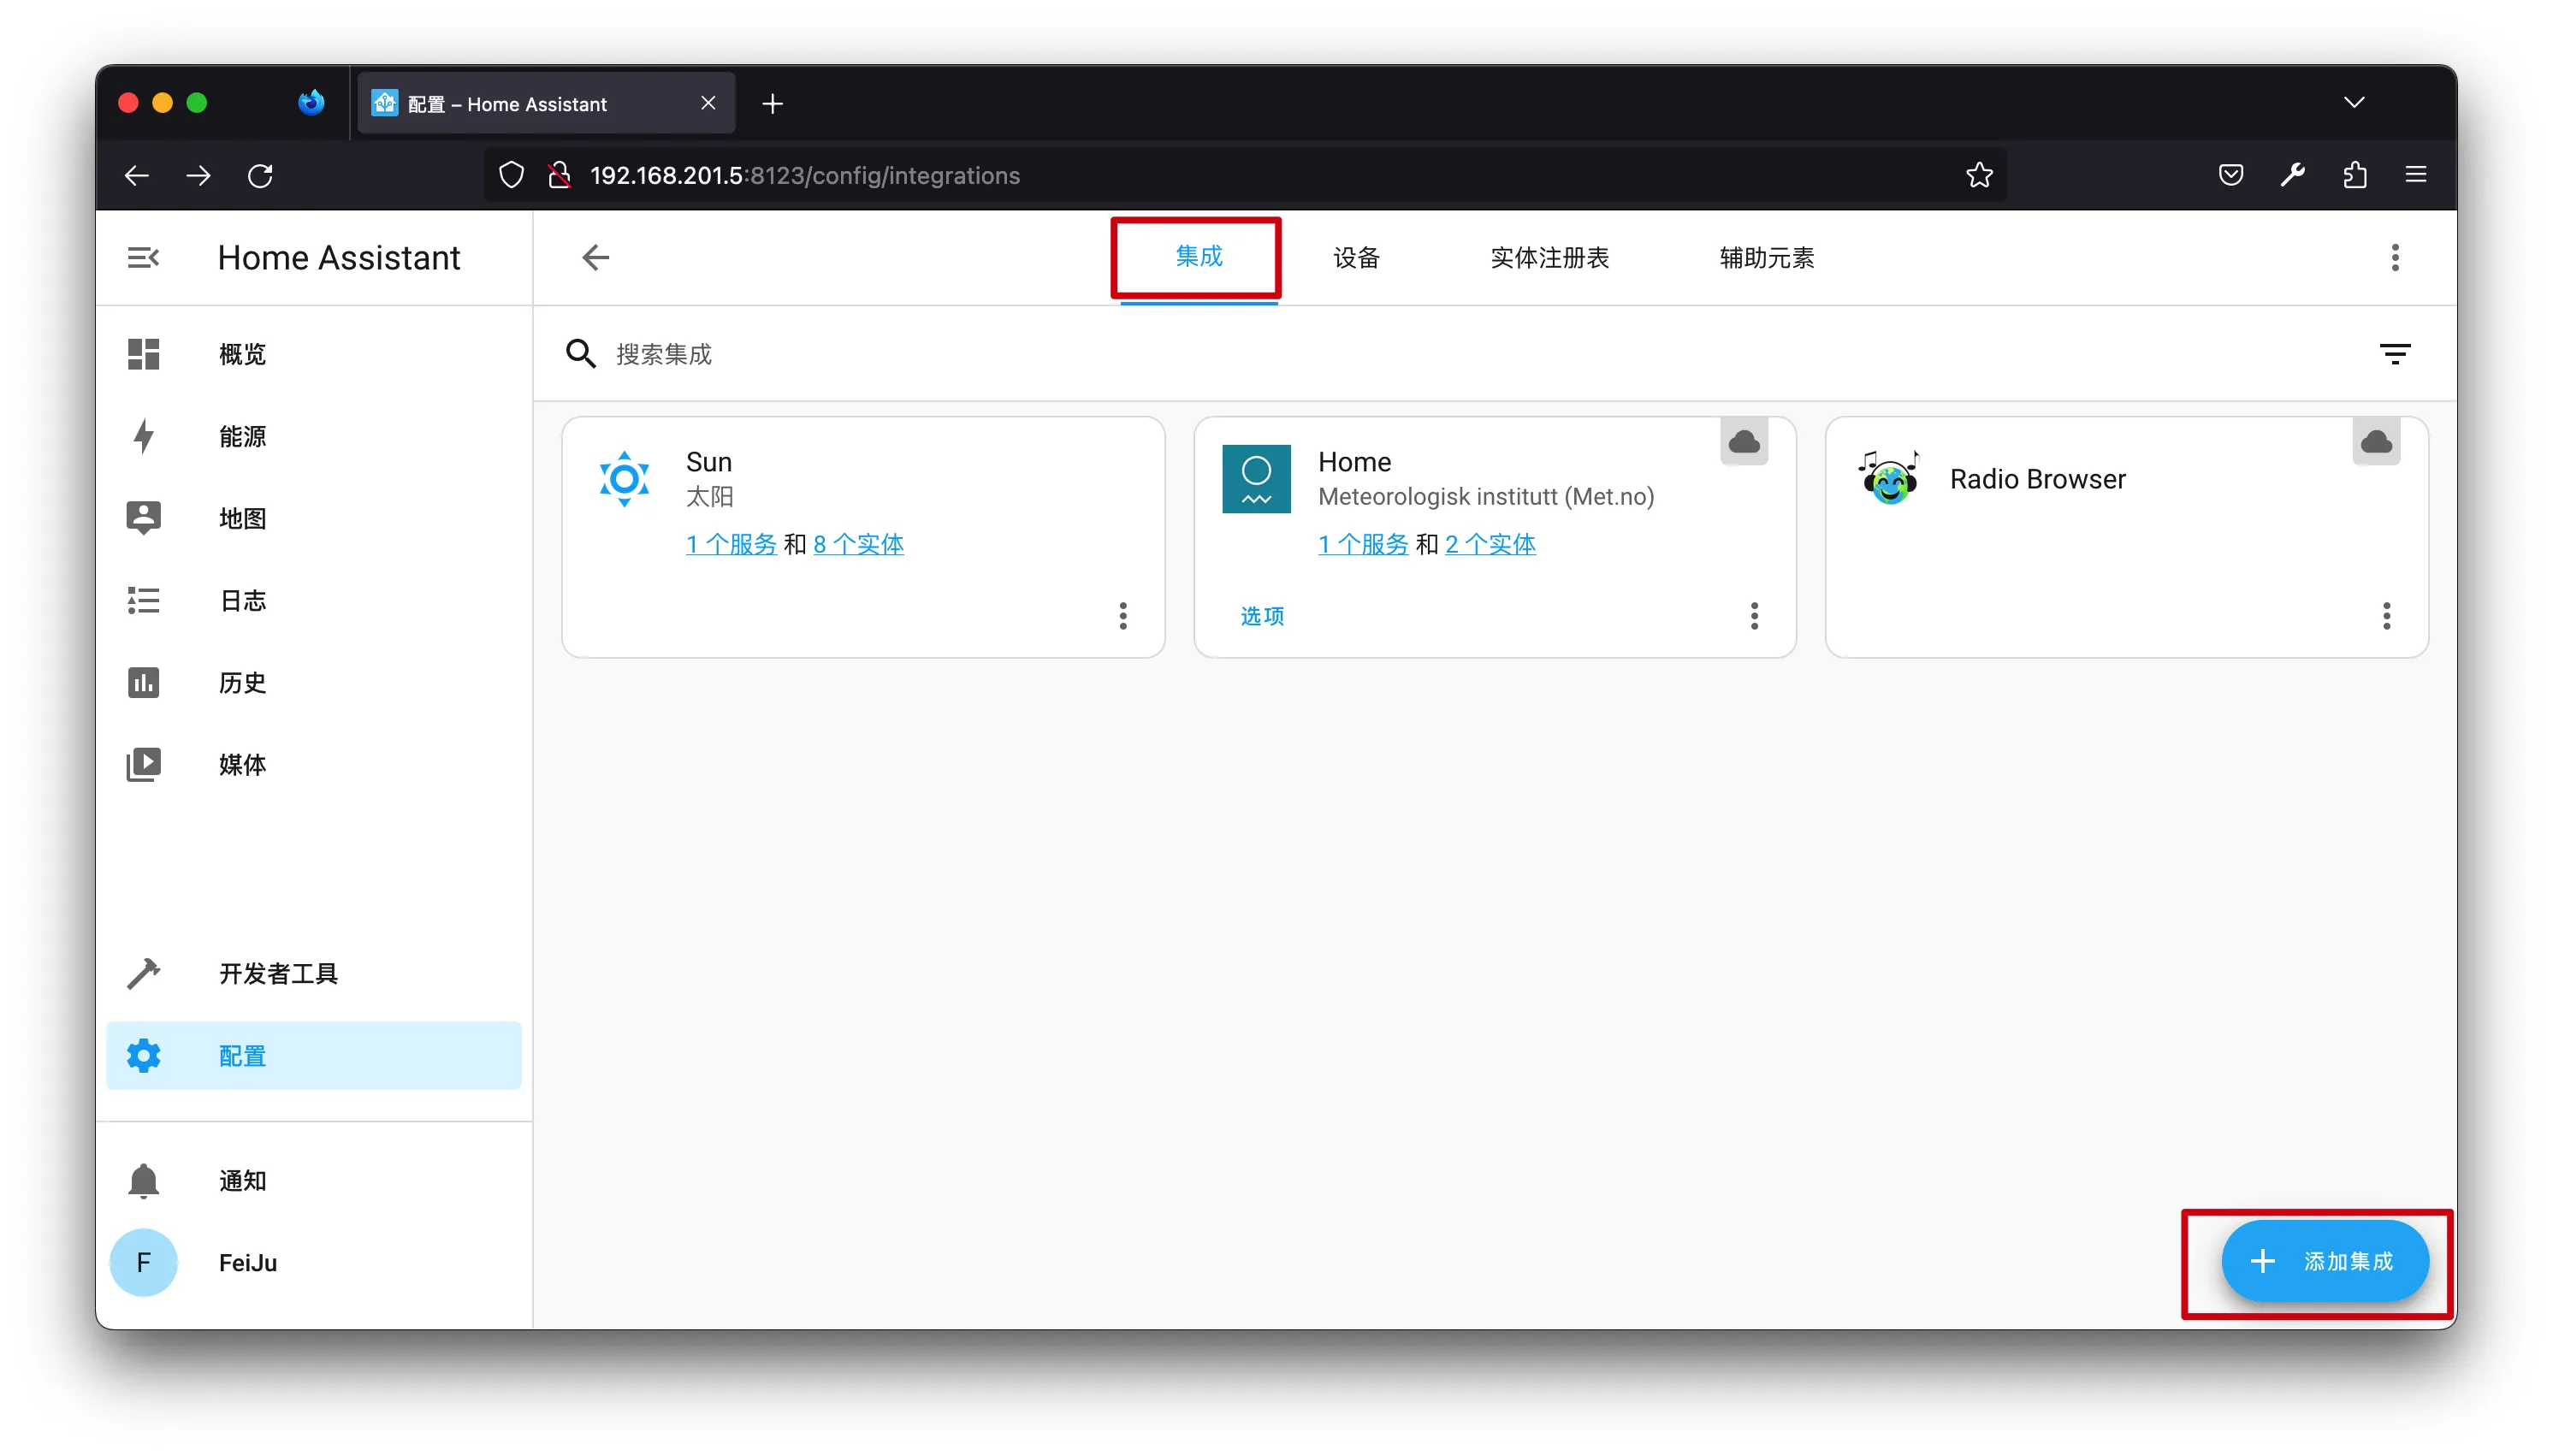 配置 – Home Assistant
192.168.201.5:8123/config/integrations
Home Assistant
集成
设备
实体注册表
辅助元素
搜索集成
概览
能源
地图
日志
历史
媒体
开发者工具
配置
通知
F
FeiJu
Sun
太阳
1 个服务 和 8 个实体
Home
Meteorologisk institutt (Met.no)
1 个服务 和 2 个实体
选项
Radio Browser
添加集成